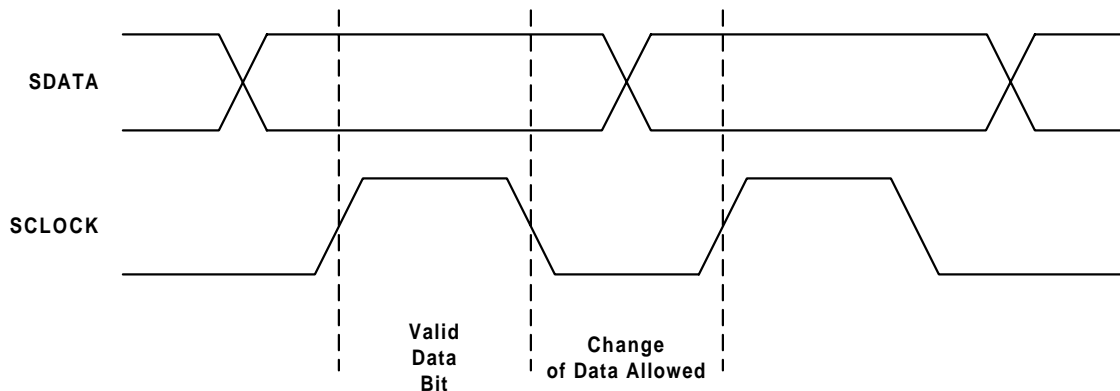 SDATA
SCLOCK
Valid
Data
Bit
Change
of Data Allowed